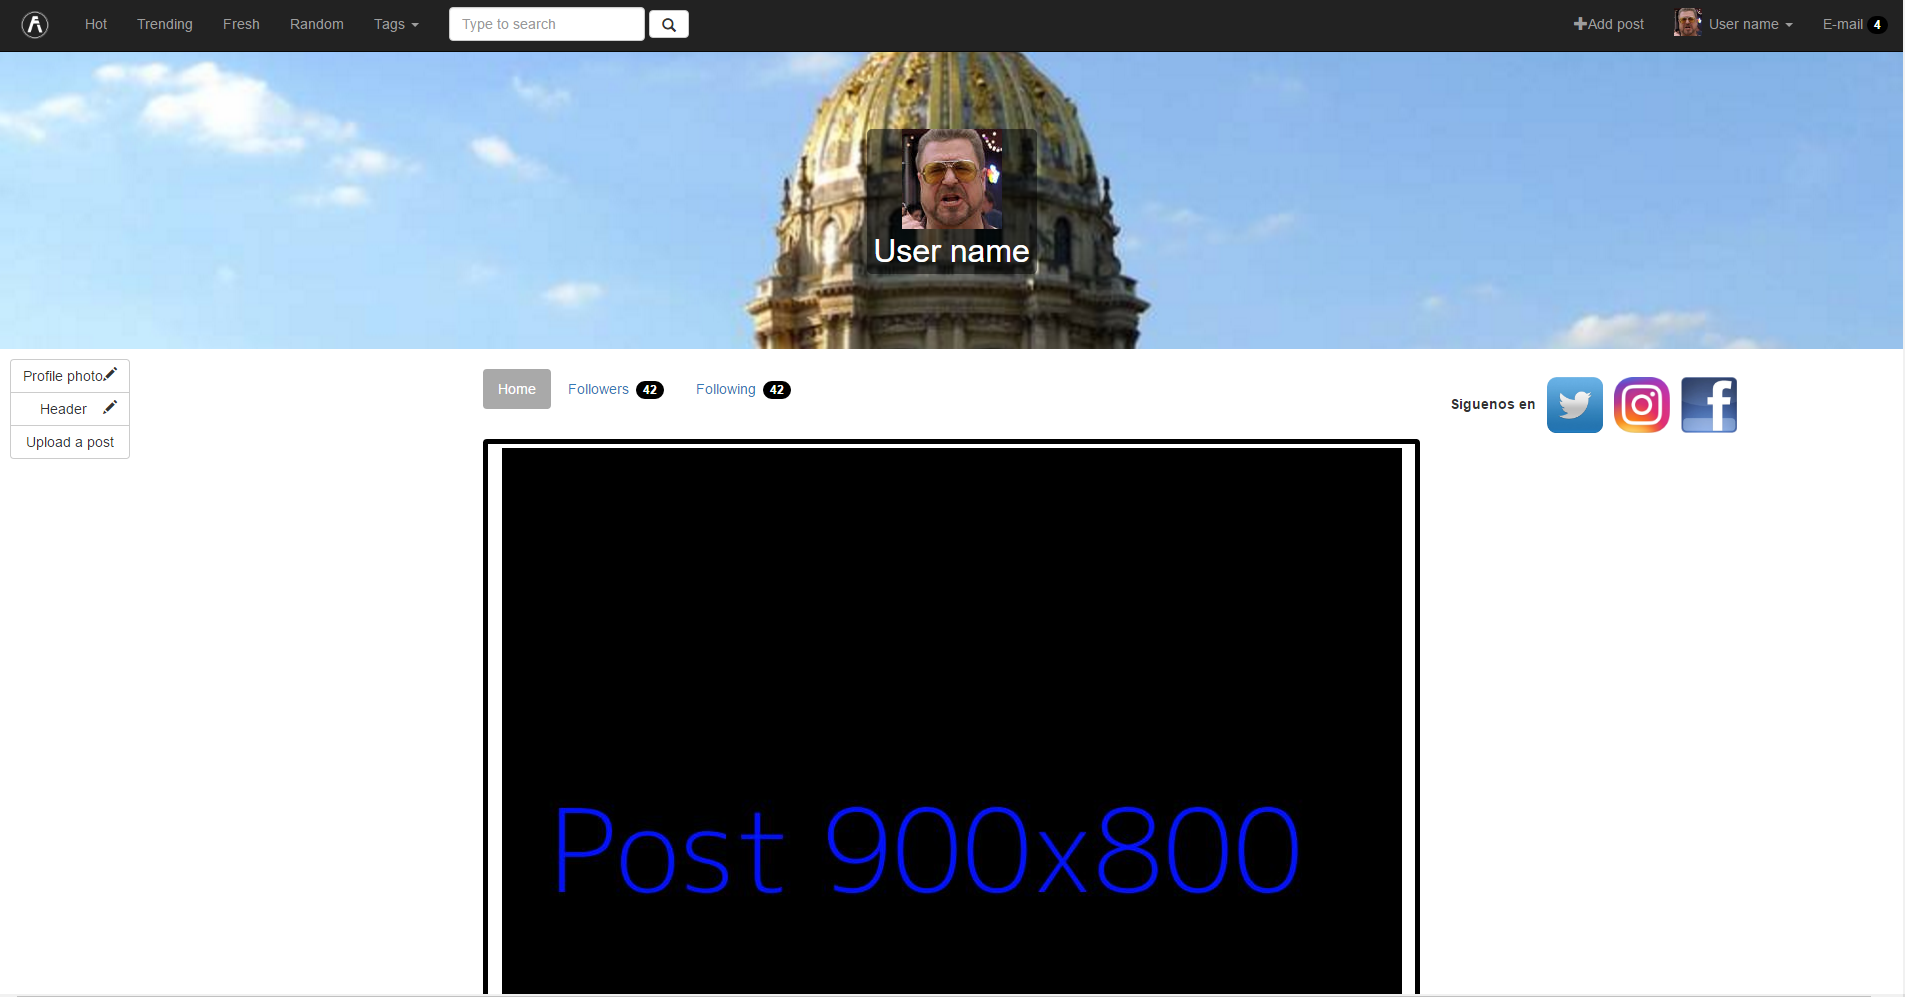 Hot Trending Fresh Random Tags Type to search Add post User name E-mail 4
User name
Profile photo
Header
Upload a post
Home Followers 42 Following 42
Siguenos en
Post 900x800